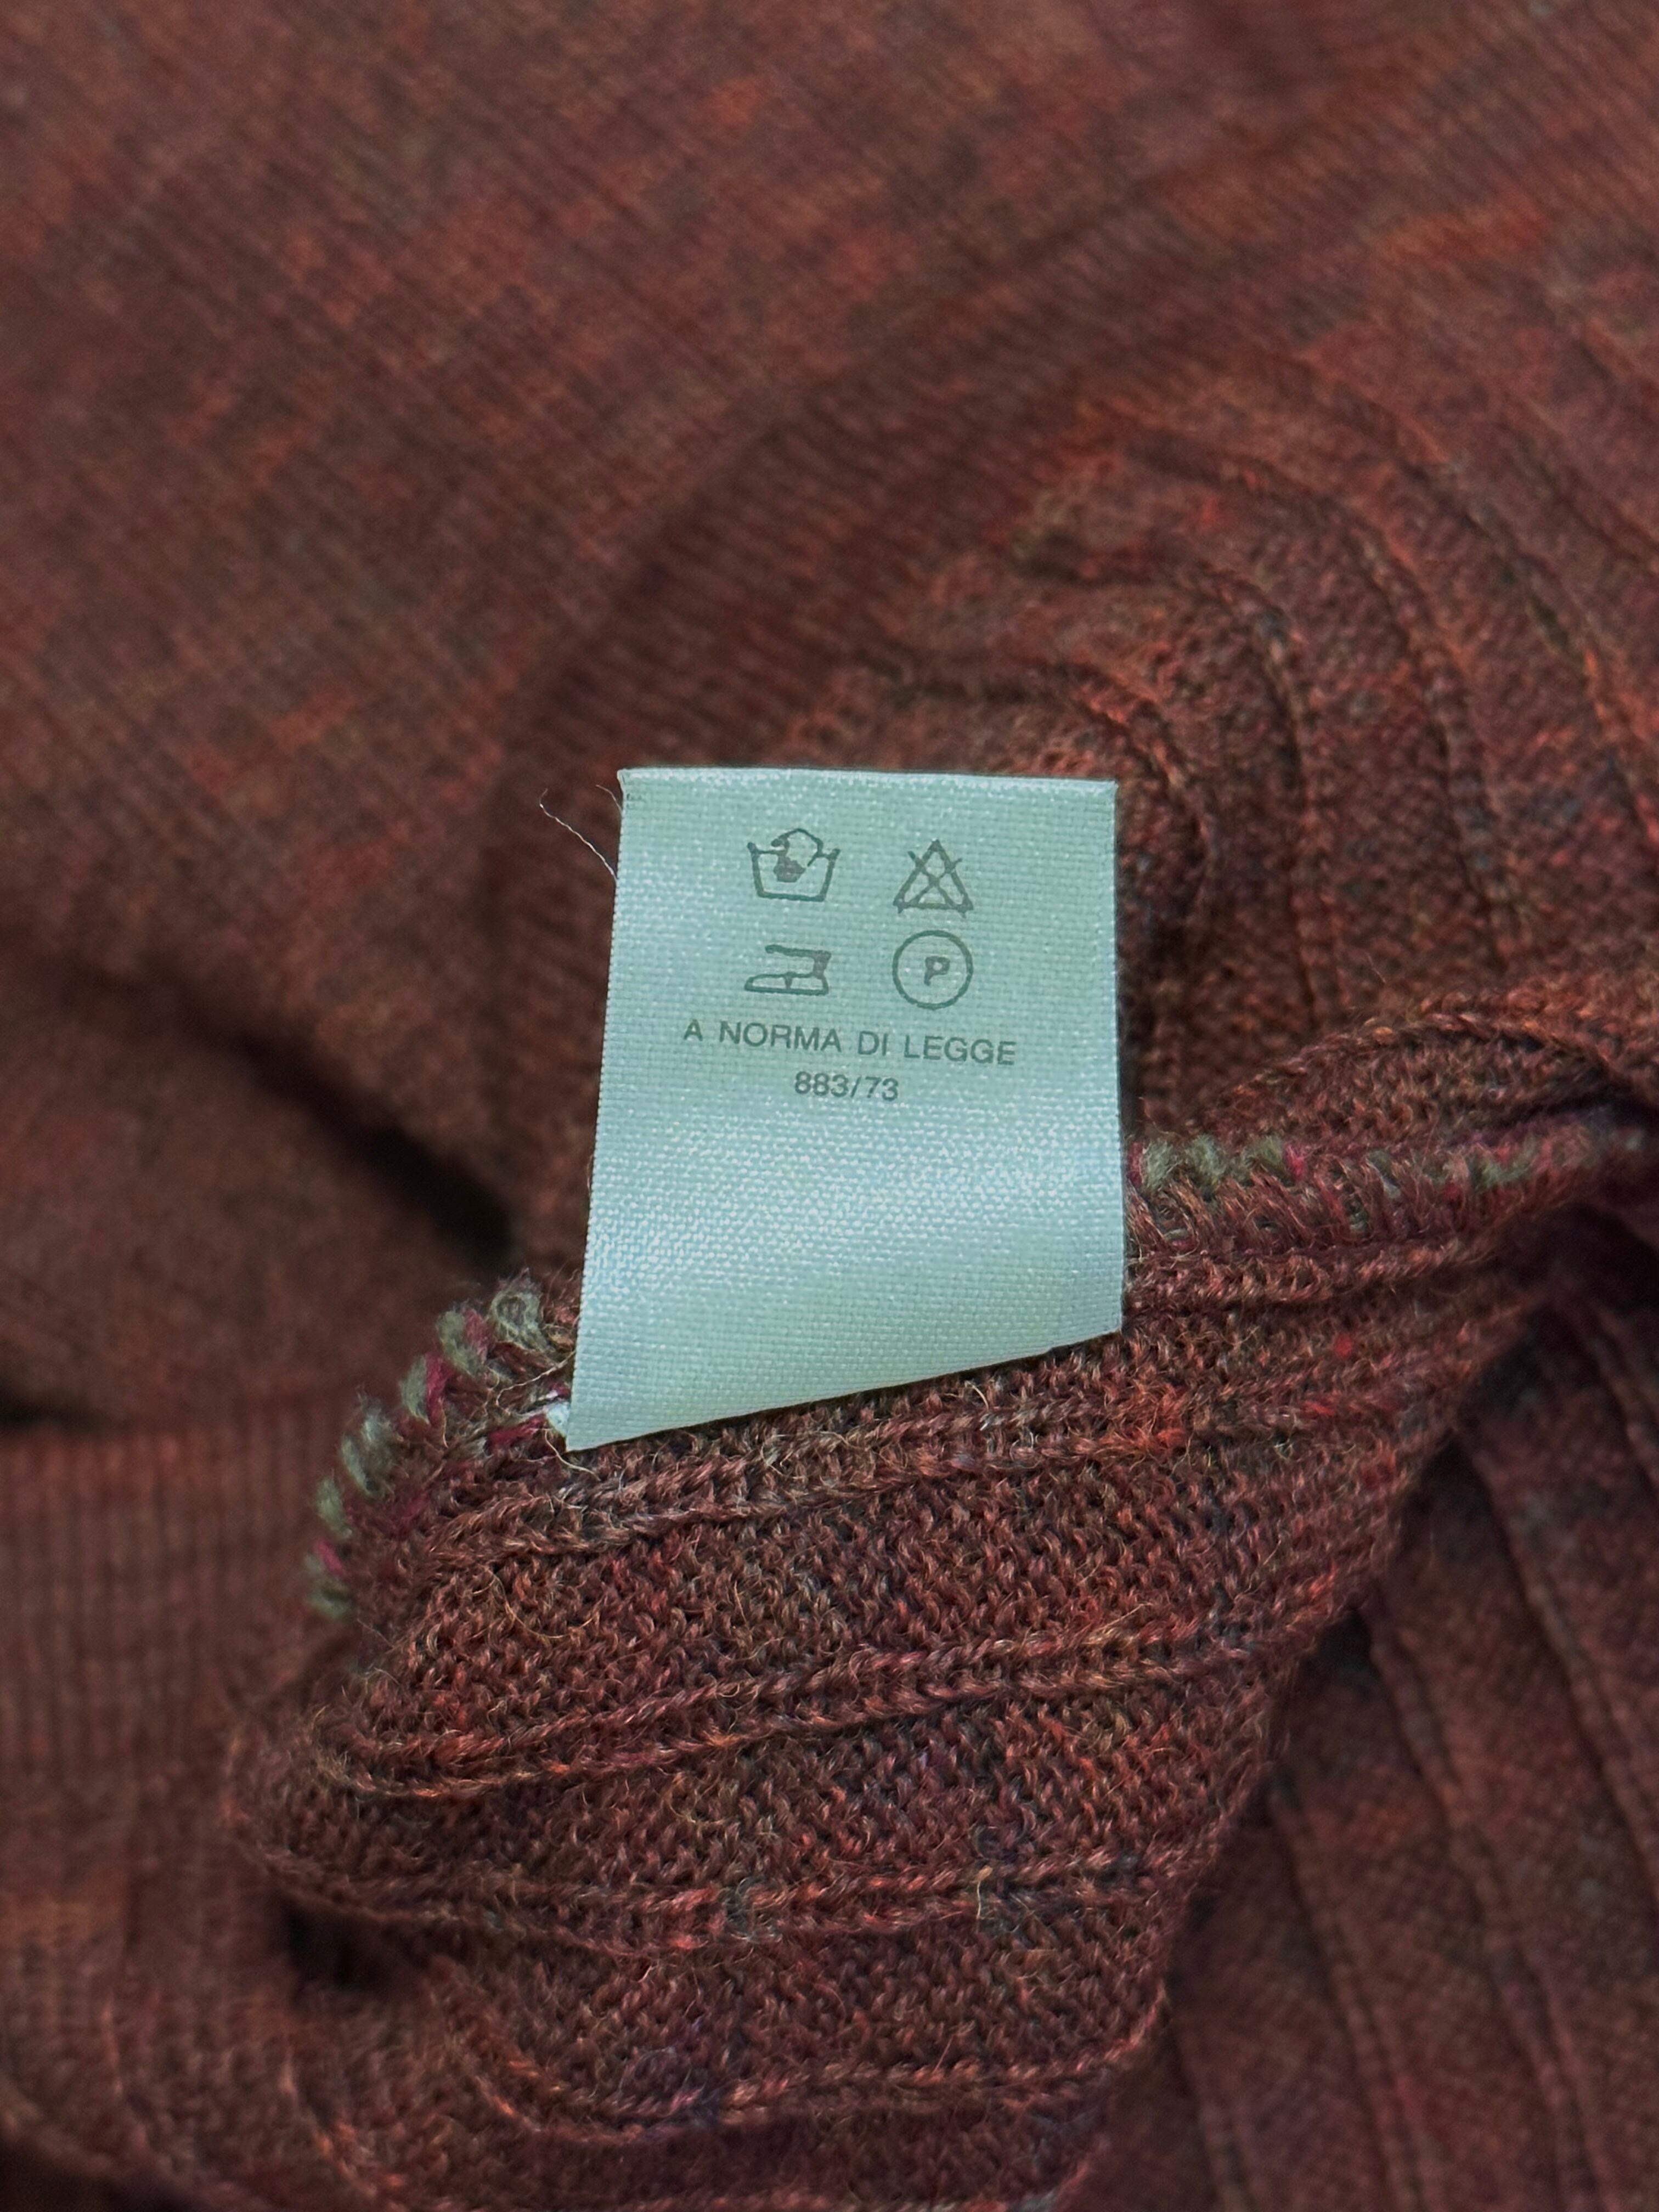 P
A NORMA DI LEGGE
883/73